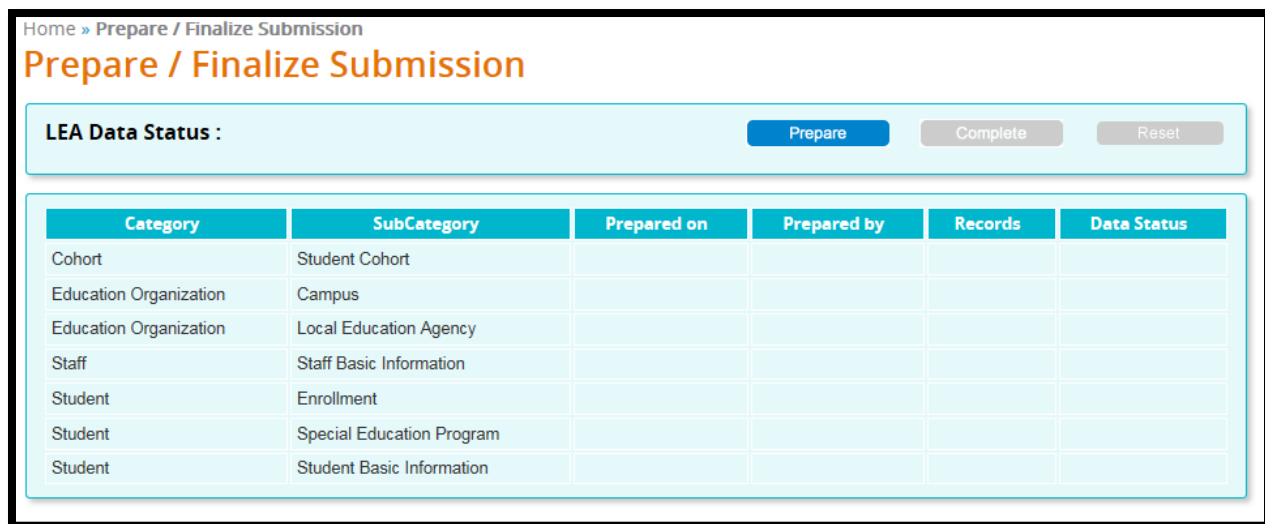 Home » Prepare / Finalize Submission
Prepare / Finalize Submission
LEA Data Status : Prepare Complete Reset
Category SubCategory Prepared on Prepared by Records Data Status
Cohort Student Cohort
Education Organization Campus
Education Organization Local Education Agency
Staff Staff Basic Information
Student Enrollment
Student Special Education Program
Student Student Basic Information